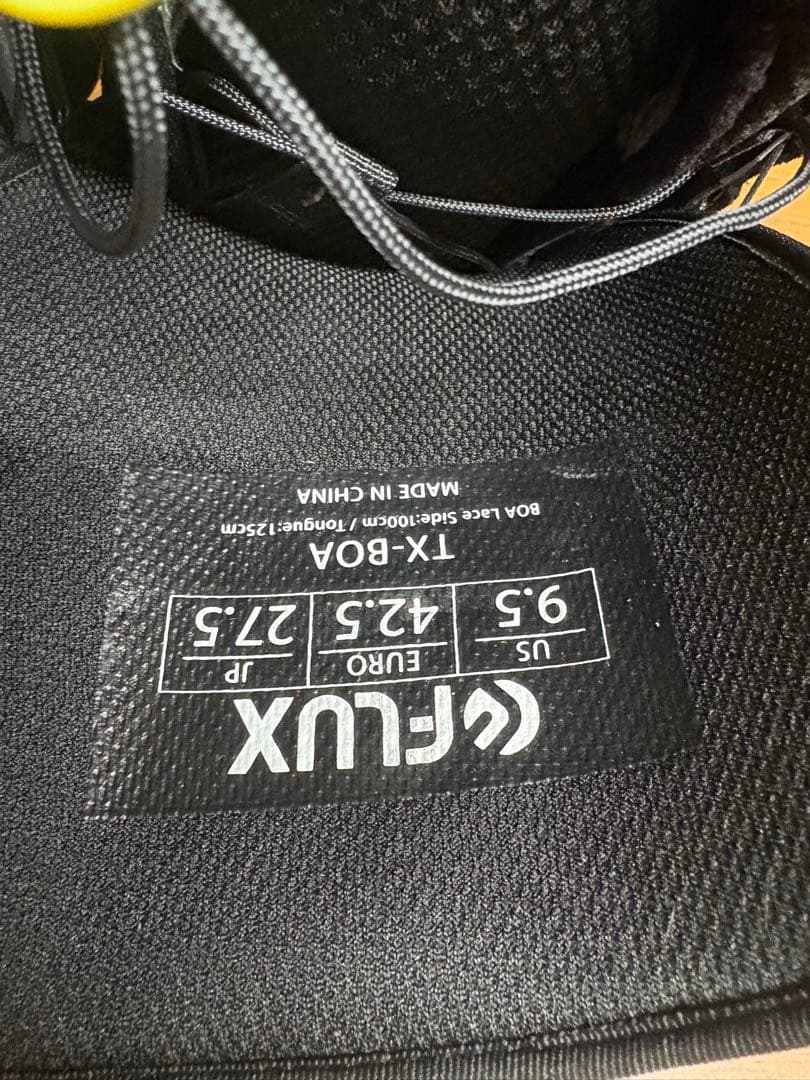 FLUX
US EURO JP
9.5 42.5 27.5
TX-BOA
BOA Lace Side:100cm / Tongue:125cm
MADE IN CHINA